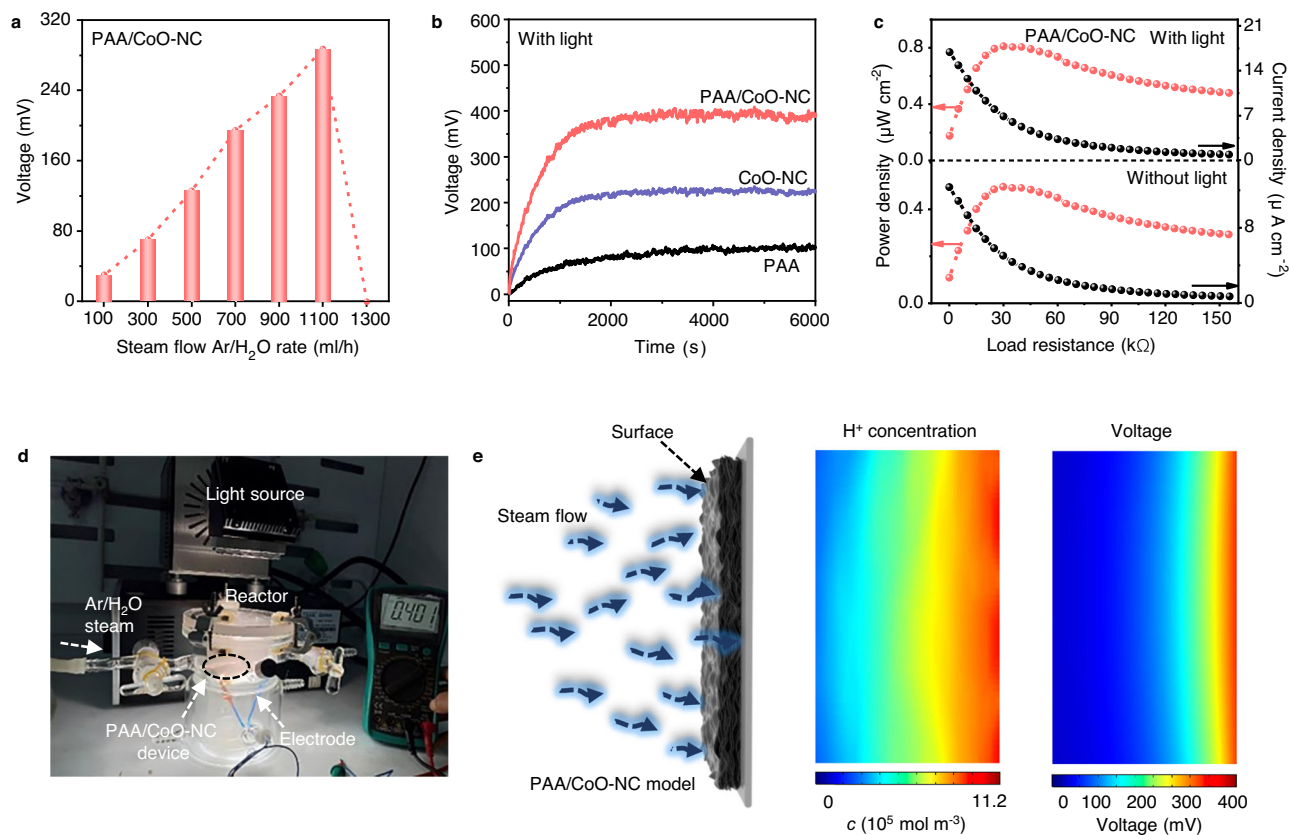 a
PAA/CoO-NC
Voltage (mV)
320
240
160
80
0
100 300 500 700 900 1100 1300
Steam flow Ar/H₂O rate (ml/h)
b
With light
Voltage (mV)
600
500
400
300
200
100
0
PAA/CoO-NC
CoO-NC
PAA
0 2000 4000 6000
Time (s)
c
PAA/CoO-NC With light
Without light
Power density (µW cm⁻²)
0.8
0.4
0.0
0.4
0.0
Current density (µ A cm⁻²)
21
14
7
0
16
8
0
0 30 60 90 120 150
Load resistance (kΩ)
d
Light source
Reactor
Ar/H₂O
steam
0.401
PAA/CoO-NC
device
Electrode
e
Surface
Steam flow
PAA/CoO-NC model
H⁺ concentration
0 11.2
c (10⁵ mol m⁻³)
Voltage
0 100 200 300 400
Voltage (mV)